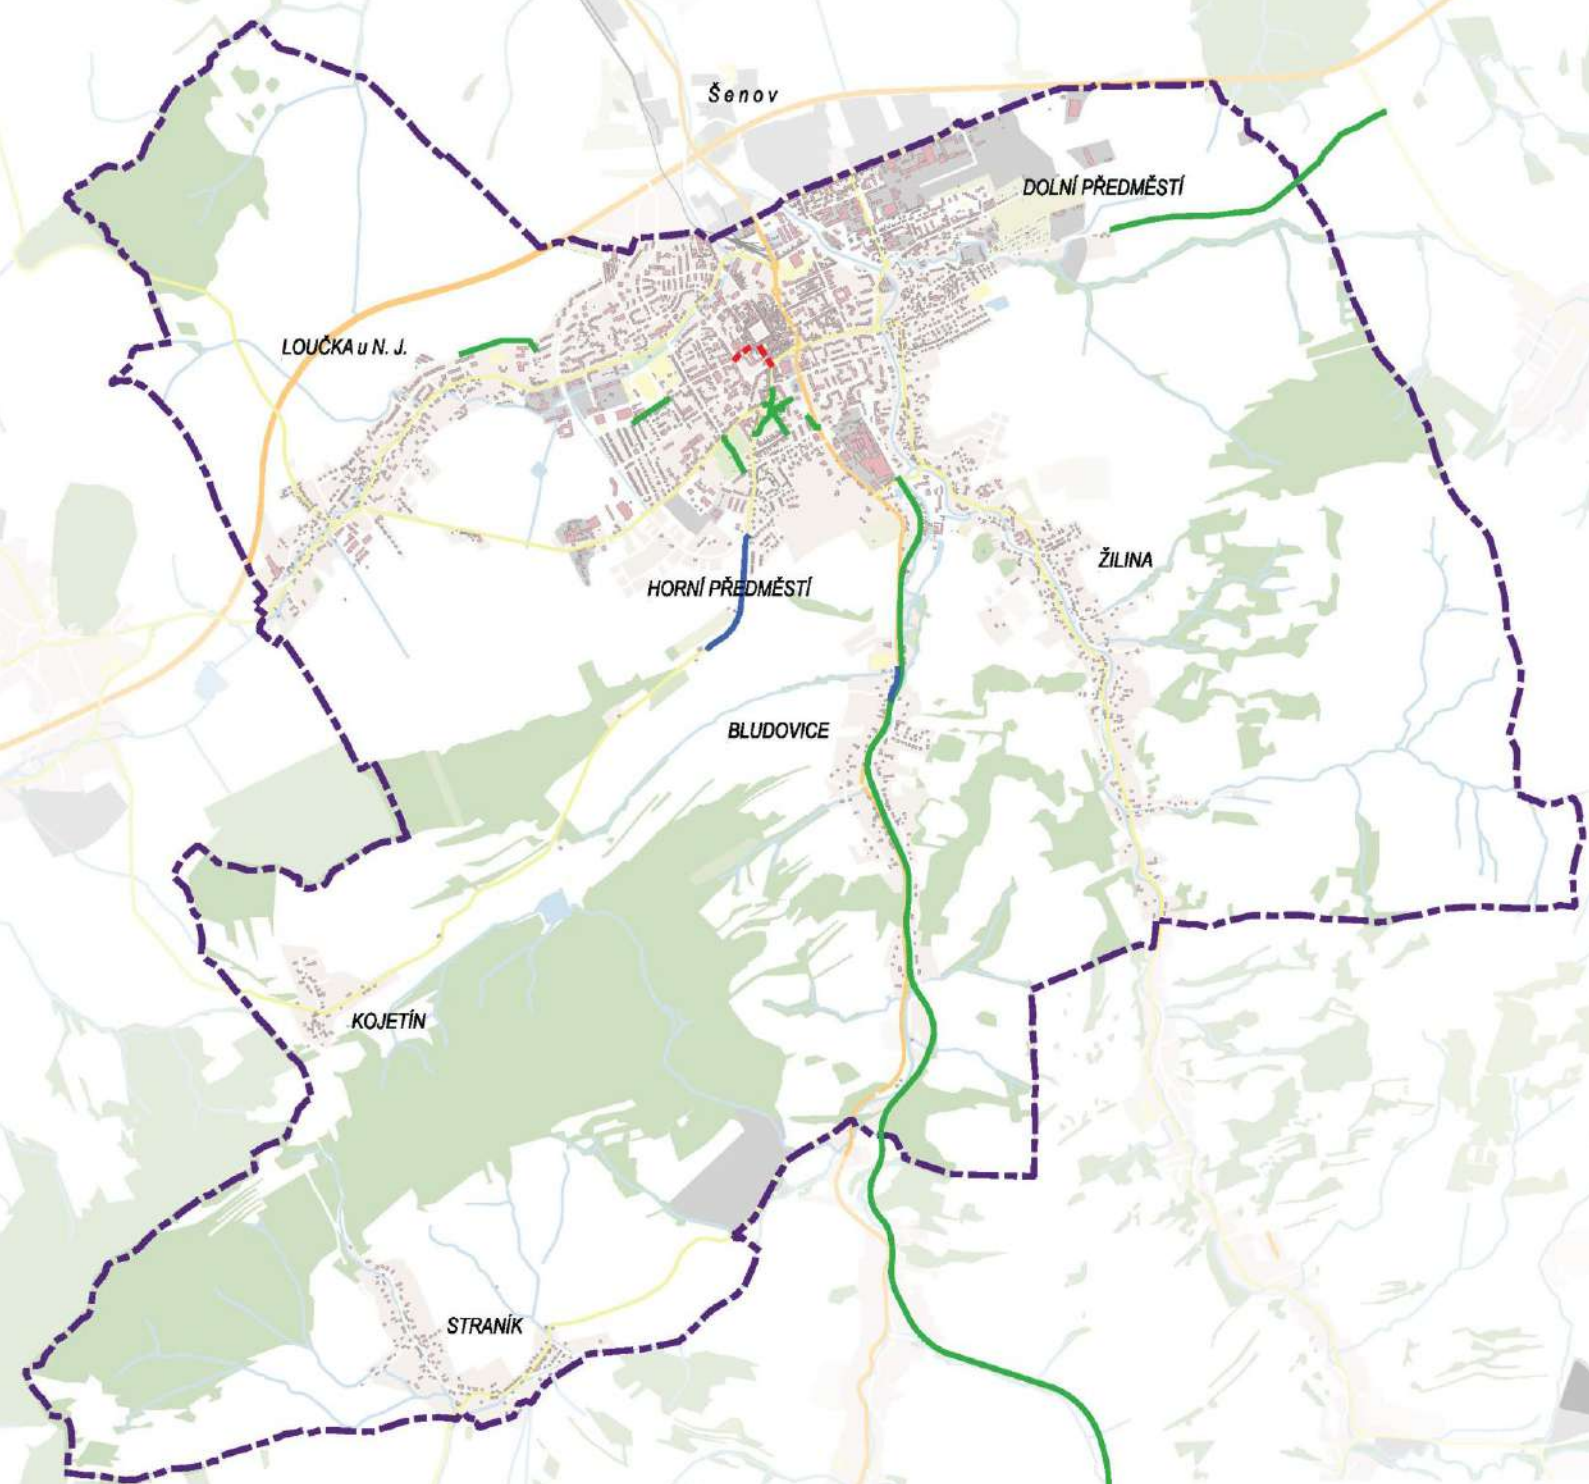 Šenov
DOLNÍ PŘEDMĚSTÍ
LOUČKA u N. J.
ŽILINA
HORNÍ PŘEDMĚSTÍ
BLUDOVICE
KOJETÍN
STRANÍK